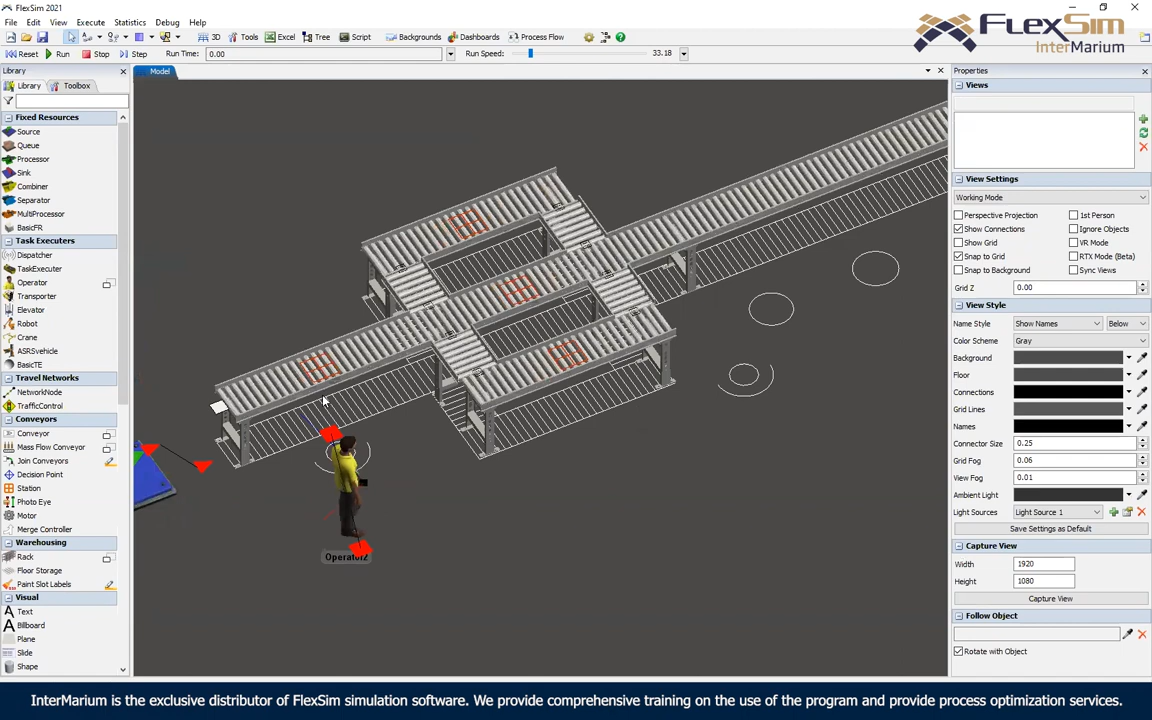 FlexSim 2021
File Edit View Execute Statistics Debug Help
3D Tools Excel Tree Script Backgrounds Dashboards Process Flow
Reset Run Stop Step Run Time: 0.00 Run Speed: 33.18
FLEXSIM
InterMarium
Library
Library Toolbox
Fixed Resources
Source
Queue
Processor
Sink
Combiner
Separator
MultiProcessor
BasicFR
Task Executers
Dispatcher
TaskExecuter
Operator
Transporter
Elevator
Robot
Crane
ASRSvehicle
BasicTE
Travel Networks
NetworkNode
TrafficControl
Conveyors
Conveyor
Mass Flow Conveyor
Join Conveyors
Decision Point
Station
Photo Eye
Motor
Merge Controller
Warehousing
Rack
Floor Storage
Paint Slot Labels
Visual
Text
Billboard
Plane
Slide
Shape
Model
Operator2
Properties
Views
View Settings
Working Mode
Perspective Projection 1st Person
Show Connections Ignore Objects
Show Grid VR Mode
Snap to Grid RTX Mode (Beta)
Snap to Background Sync Views
Grid Z 0.00
View Style
Name Style Show Names Below
Color Scheme Gray
Background
Floor
Connections
Grid Lines
Names
Connector Size 0.25
Grid Fog 0.06
View Fog 0.01
Ambient Light
Light Sources Light Source 1
Save Settings as Default
Capture View
Width 1920
Height 1080
Capture View
Follow Object
Rotate with Object
InterMarium is the exclusive distributor of FlexSim simulation software. We provide comprehensive training on the use of the program and provide process optimization services.